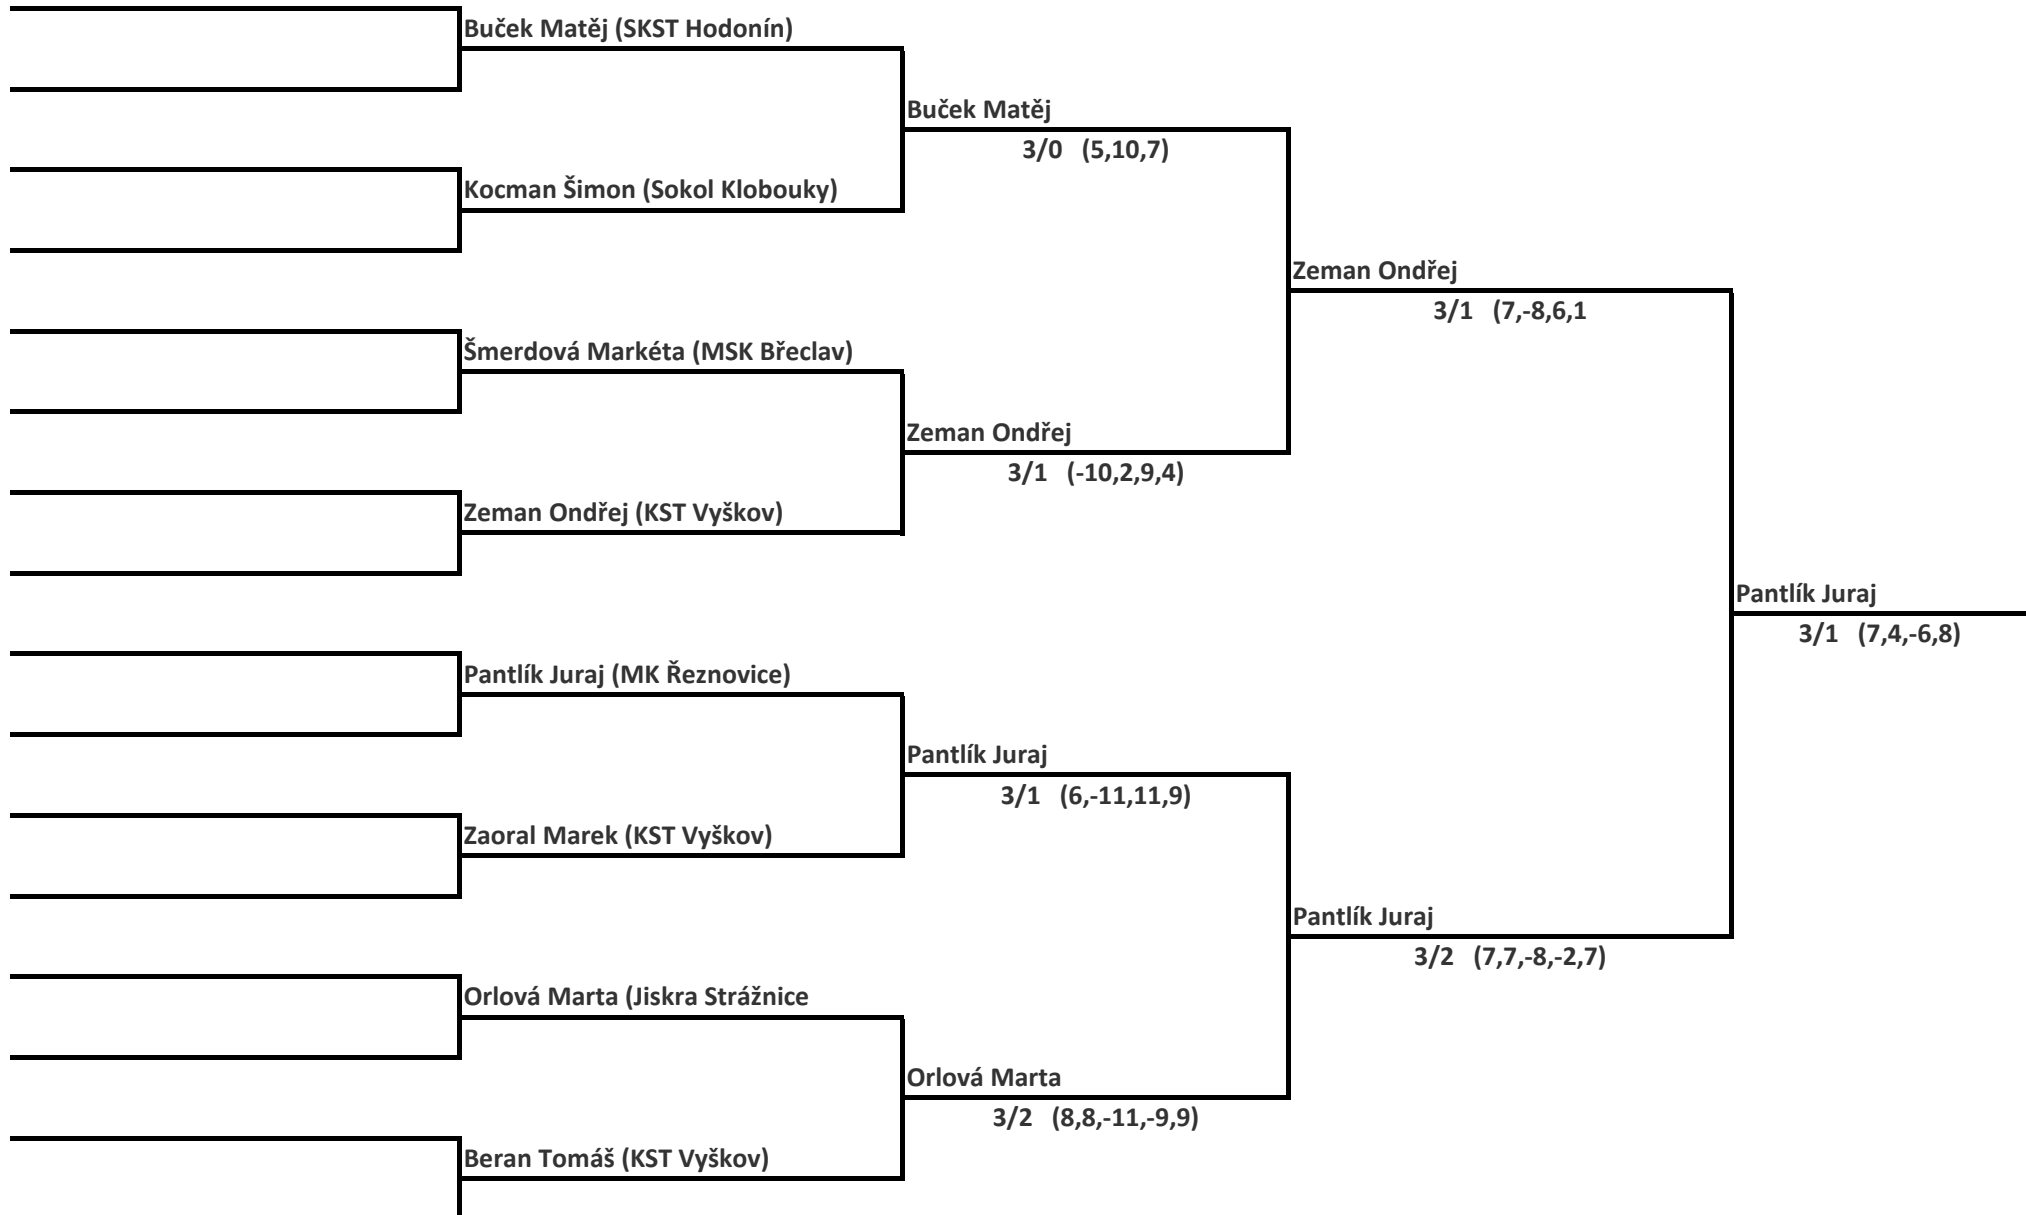 Buček Matěj (SKST Hodonín)
Buček Matěj
3/0 (5,10,7)
Kocman Šimon (Sokol Klobouky)
Zeman Ondřej
3/1 (7,-8,6,1
Šmerdová Markéta (MSK Břeclav)
Zeman Ondřej
3/1 (-10,2,9,4)
Zeman Ondřej (KST Vyškov)
Pantlík Juraj
3/1 (7,4,-6,8)
Pantlík Juraj (MK Řeznovice)
Pantlík Juraj
3/1 (6,-11,11,9)
Zaoral Marek (KST Vyškov)
Pantlík Juraj
3/2 (7,7,-8,-2,7)
Orlová Marta (Jiskra Strážnice
Orlová Marta
3/2 (8,8,-11,-9,9)
Beran Tomáš (KST Vyškov)